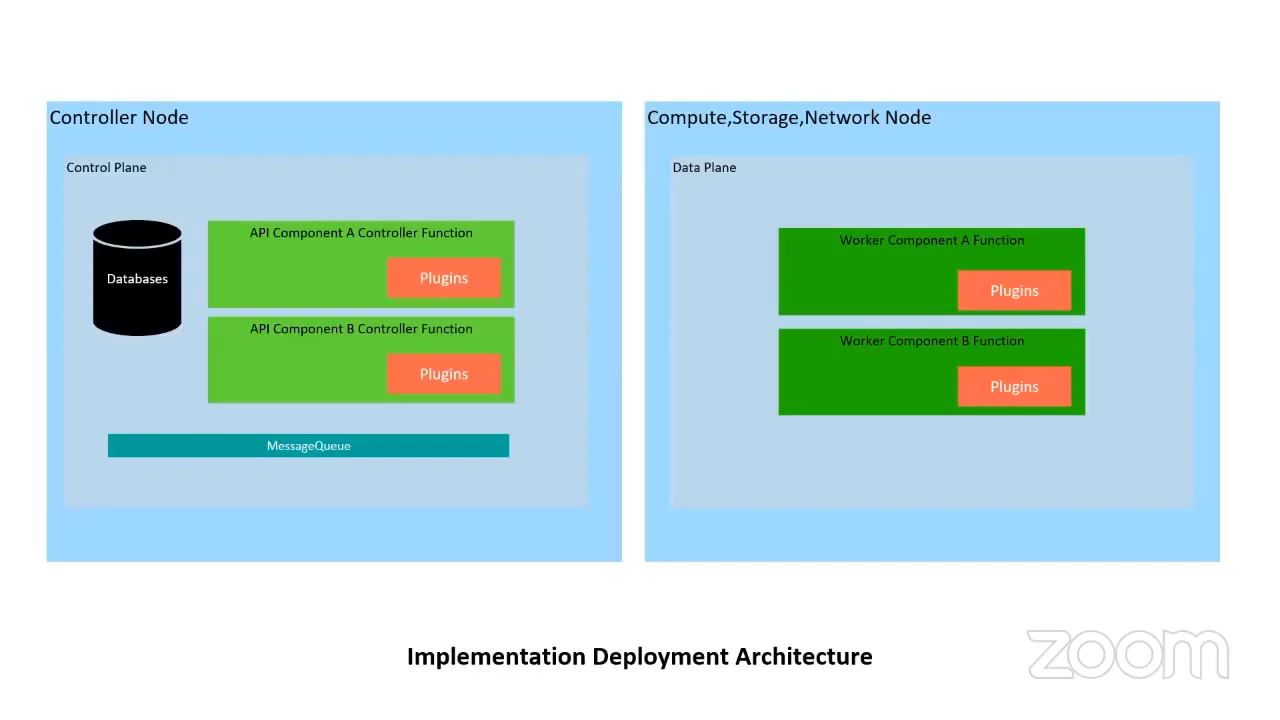 Controller Node
Control Plane
Databases
API Component A Controller Function
Plugins
API Component B Controller Function
Plugins
MessageQueue
Compute,Storage,Network Node
Data Plane
Worker Component A Function
Plugins
Worker Component B Function
Plugins
Implementation Deployment Architecture
zoom